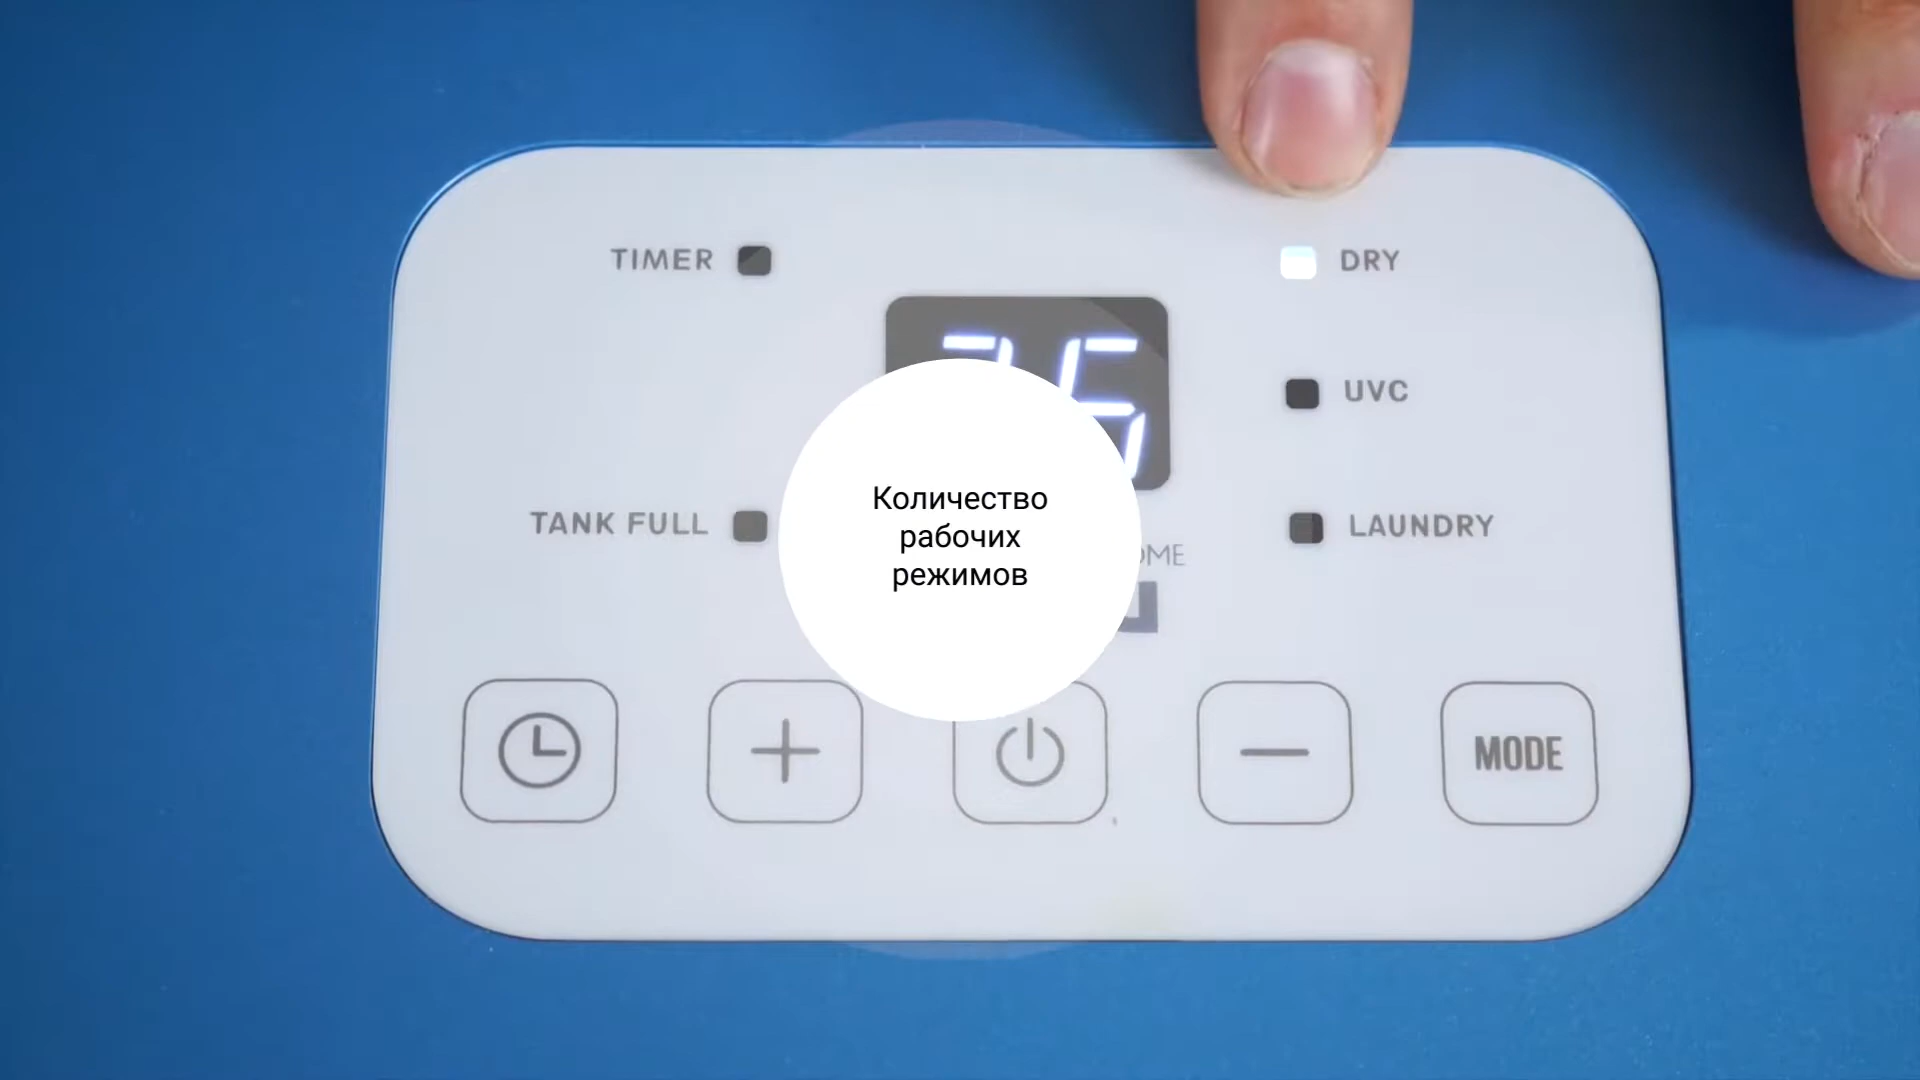 TIMER
DRY
UVC
Количество
рабочих
режимов
TANK FULL
LAUNDRY
MODE